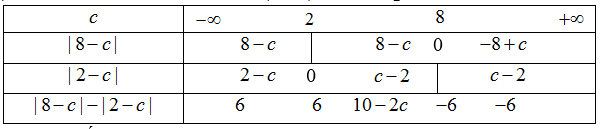 c −∞ 2 8 +∞
|8−c| 8−c 8−c 0 −8+c
|2−c| 2−c 0 c−2 c−2
|8−c|−|2−c| 6 6 10−2c −6 −6